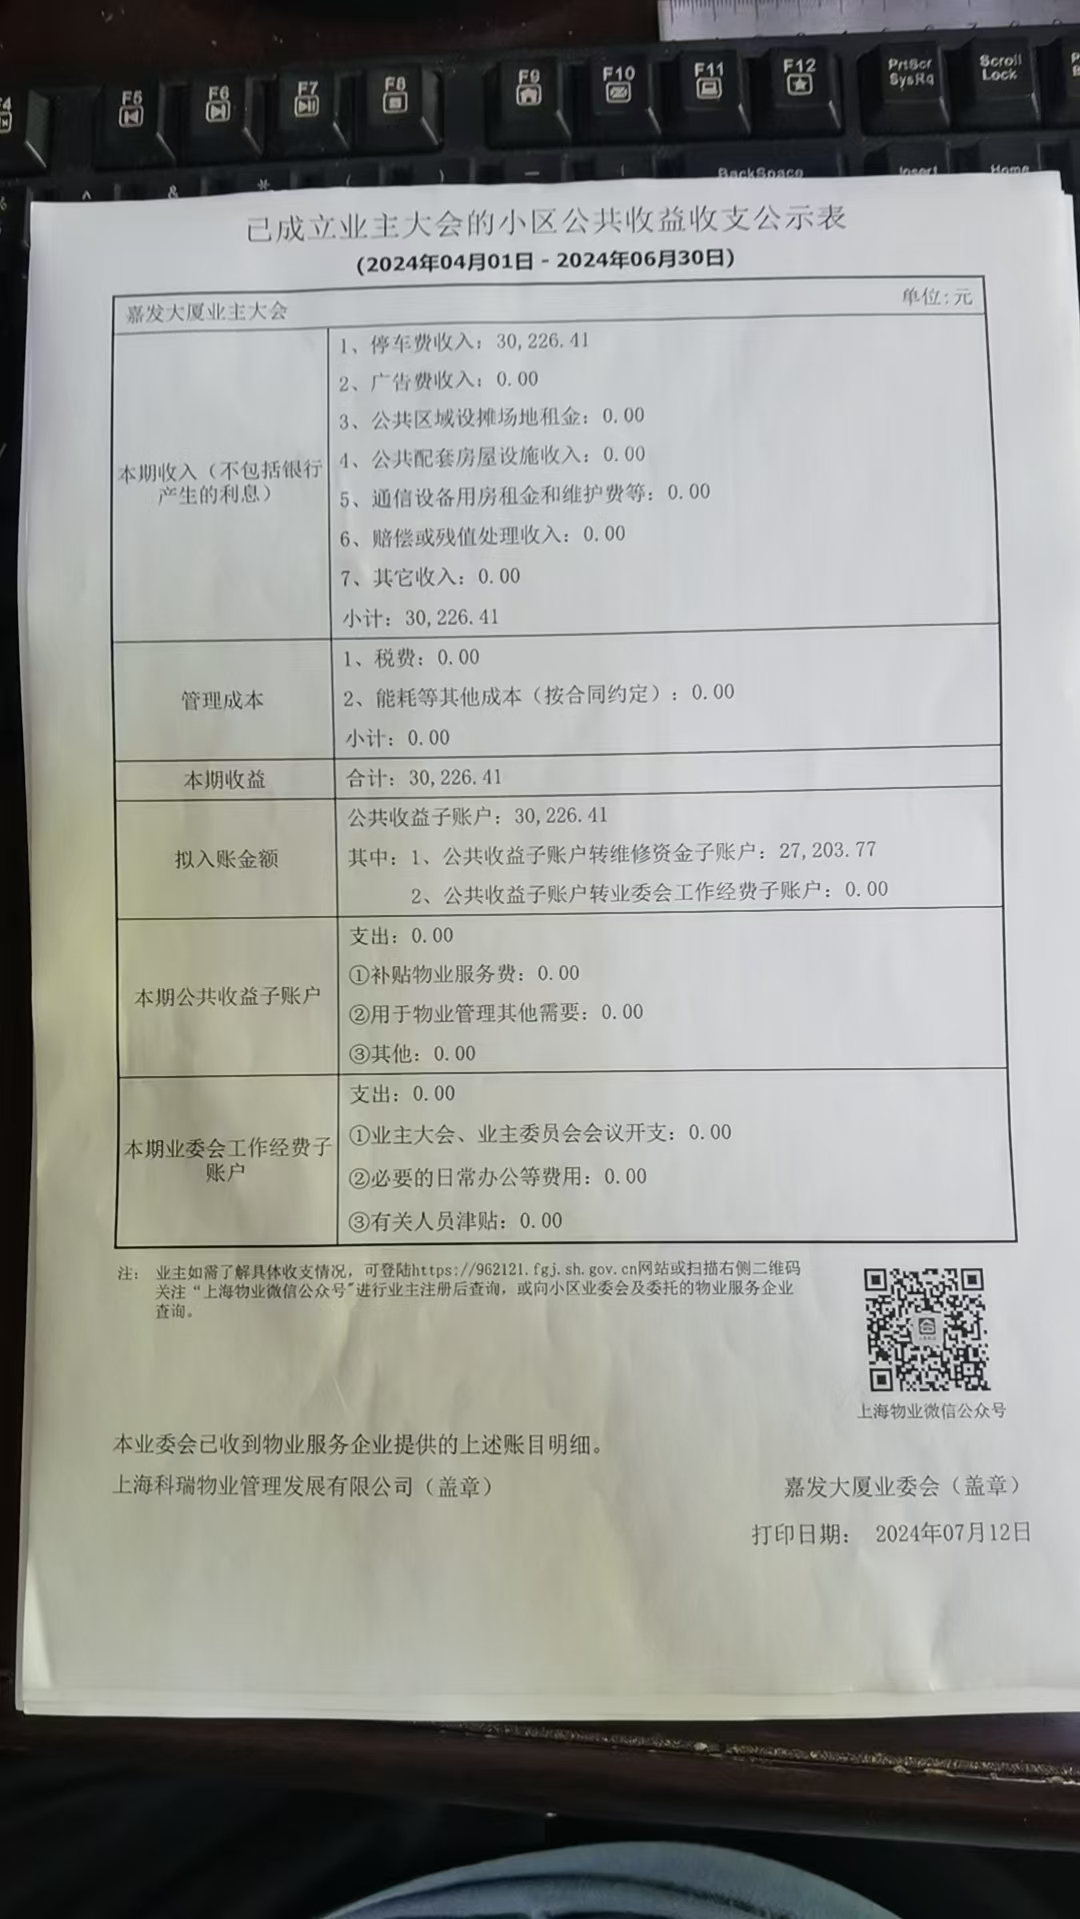 F5
F6
F7
F8
F9
F10
F11
F12
PrtScr
SysRq
Scroll
Lock
BackSpace
Insert
Home
已成立业主大会的小区公共收益收支公示表
(2024年04月01日 - 2024年06月30日)
嘉发大厦业主大会
单位:元
本期收入（不包括银行
产生的利息）
1、停车费收入: 30,226.41
2、广告费收入: 0.00
3、公共区域设摊场地租金: 0.00
4、公共配套房屋设施收入: 0.00
5、通信设备用房租金和维护费等: 0.00
6、赔偿或残值处理收入: 0.00
7、其它收入: 0.00
小计: 30,226.41
管理成本
1、税费: 0.00
2、能耗等其他成本（按合同约定）: 0.00
小计: 0.00
本期收益
合计: 30,226.41
拟入账金额
公共收益子账户: 30,226.41
其中: 1、公共收益子账户转维修资金子账户: 27,203.77
2、公共收益子账户转业委会工作经费子账户: 0.00
本期公共收益子账户
支出: 0.00
①补贴物业服务费: 0.00
②用于物业管理其他需要: 0.00
③其他: 0.00
本期业委会工作经费子
账户
支出: 0.00
①业主大会、业主委员会会议开支: 0.00
②必要的日常办公等费用: 0.00
③有关人员津贴: 0.00
注: 业主如需了解具体收支情况，可登陆https://962121.fgj.sh.gov.cn网站或扫描右侧二维码
关注“上海物业微信公众号"进行业主注册后查询，或向小区业委会及委托的物业服务企业
查询。
上海物业微信公众号
本业委会已收到物业服务企业提供的上述账目明细。
上海科瑞物业管理发展有限公司（盖章）
嘉发大厦业委会（盖章）
打印日期: 2024年07月12日